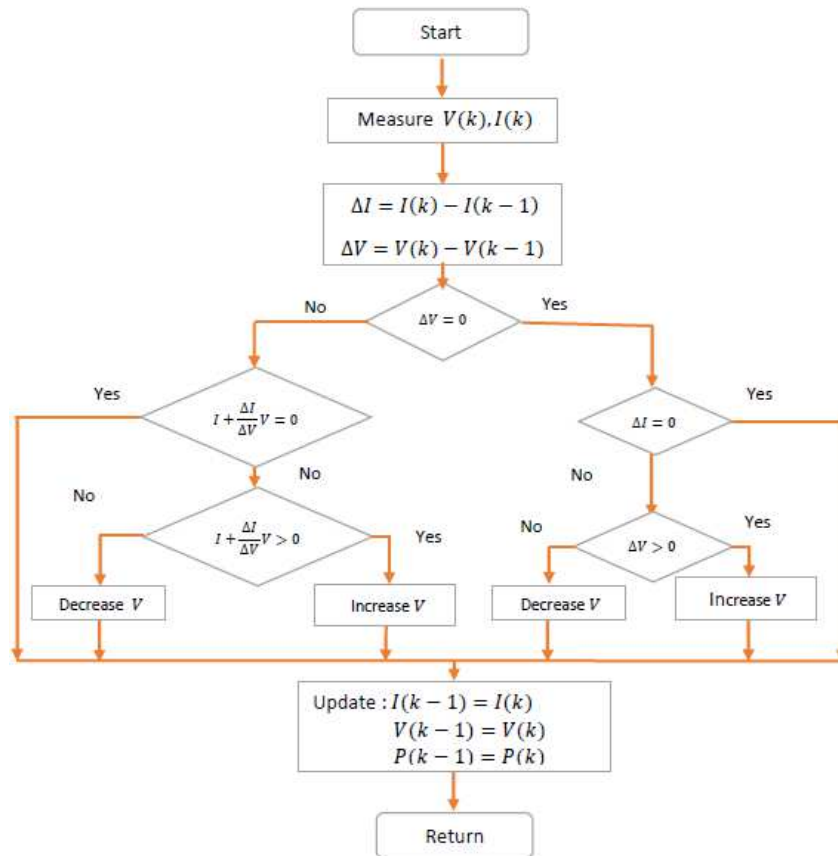 Start
Measure V(k), I(k)
ΔI = I(k) − I(k − 1)
ΔV = V(k) − V(k − 1)
No
Yes
ΔV = 0
Yes
I + ΔI/ΔV V = 0
ΔI = 0
Yes
No
No
No
I + ΔI/ΔV V > 0
Yes
No
ΔV > 0
Yes
Decrease V
Increase V
Decrease V
Increase V
Update : I(k − 1) = I(k)
V(k − 1) = V(k)
P(k − 1) = P(k)
Return